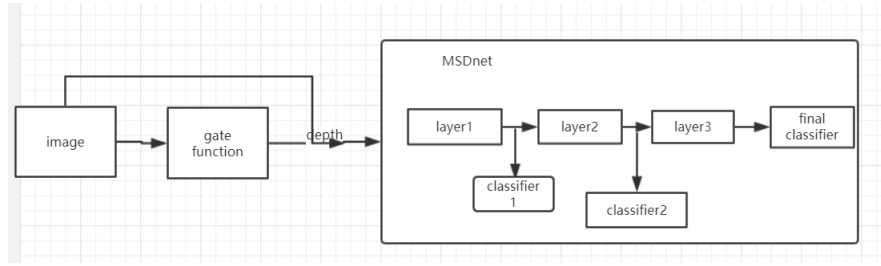 MSDnet
image
gate
function
depth
layer1
layer2
layer3
final
classifier
classifier
1
classifier2